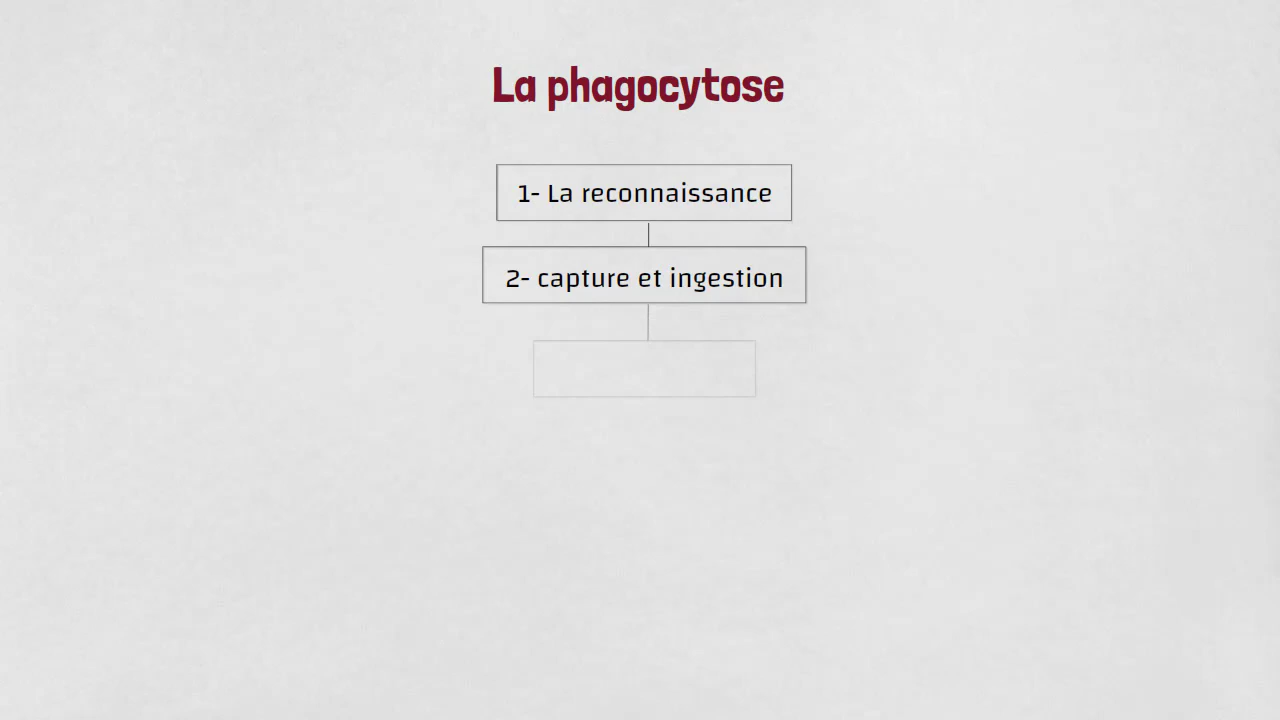 La phagocytose
1- La reconnaissance
2- capture et ingestion